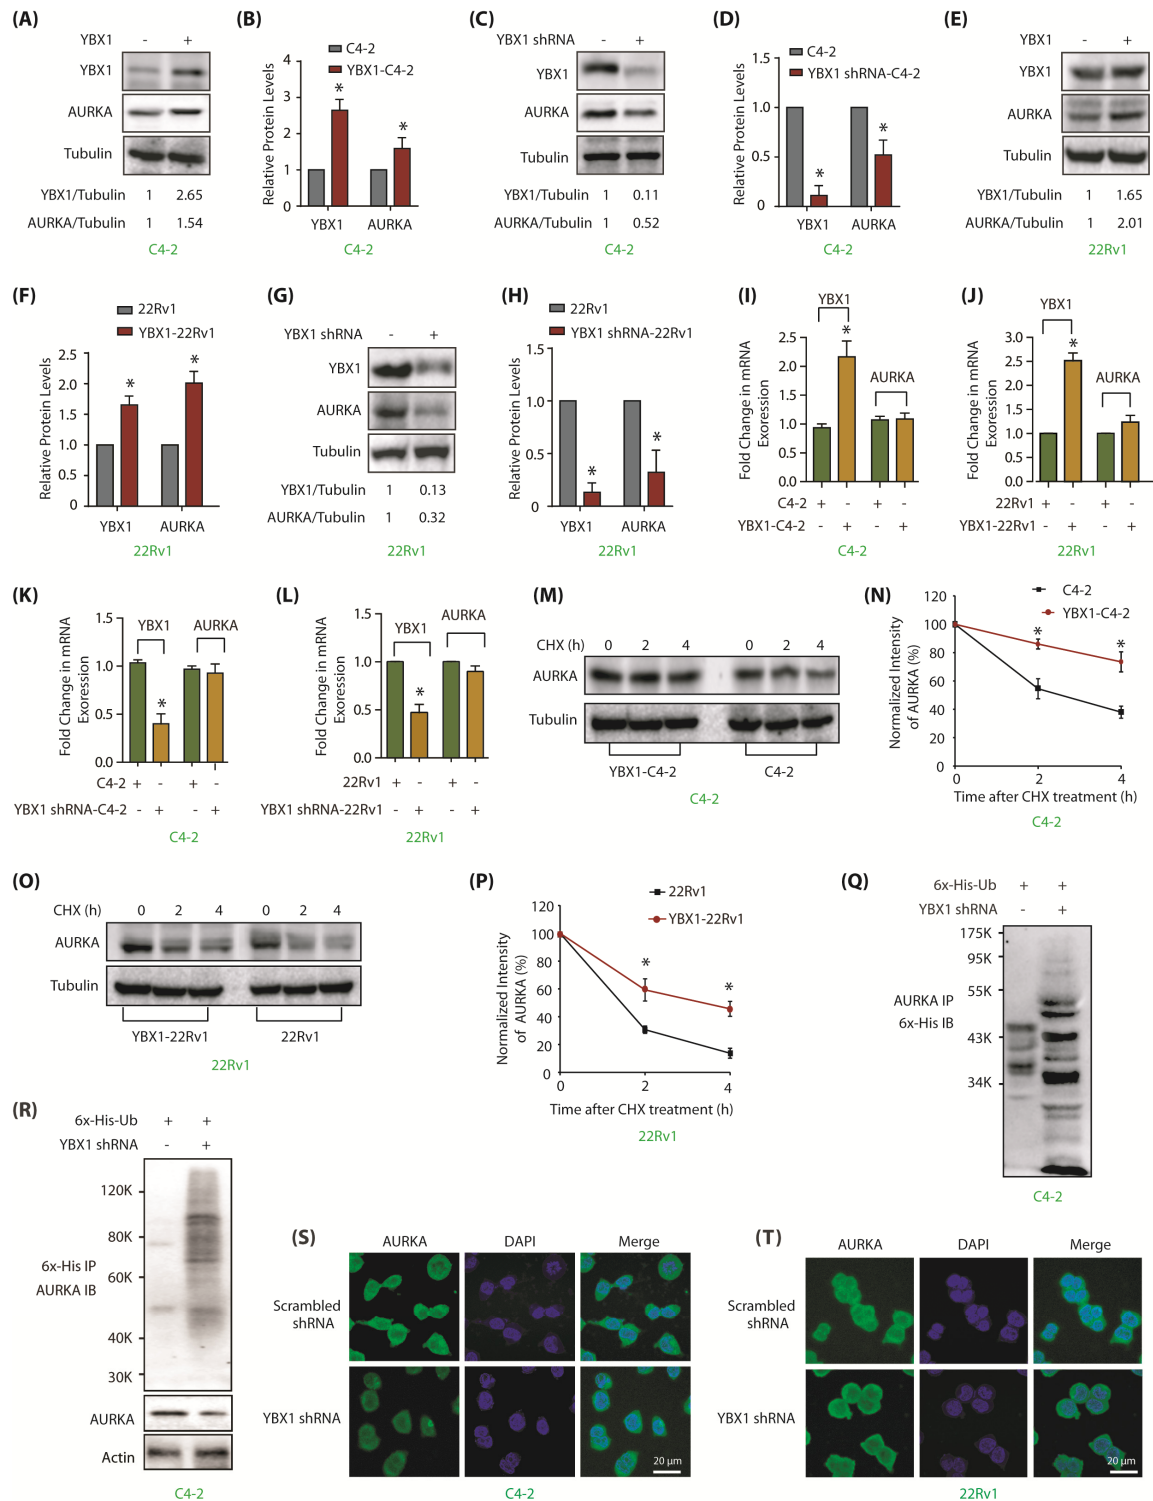 (A)
YBX1 - +
YBX1
AURKA
Tubulin
YBX1/Tubulin 1 2.65
AURKA/Tubulin 1 1.54
C4-2
(B)
C4-2
YBX1-C4-2
Relative Protein Levels
4
3
2
1
0
* *
YBX1 AURKA
C4-2
(C)
YBX1 shRNA - +
YBX1
AURKA
Tubulin
YBX1/Tubulin 1 0.11
AURKA/Tubulin 1 0.52
C4-2
(D)
C4-2
YBX1 shRNA-C4-2
Relative Protein Levels
1.5
1.0
0.5
0
* *
YBX1 AURKA
C4-2
(E)
YBX1 - +
YBX1
AURKA
Tubulin
YBX1/Tubulin 1 1.65
AURKA/Tubulin 1 2.01
22Rv1
(F)
22Rv1
YBX1-22Rv1
Relative Protein Levels
2.5
2.0
1.5
1.0
0.5
0
* *
YBX1 AURKA
22Rv1
(G)
YBX1 shRNA - +
YBX1
AURKA
Tubulin
YBX1/Tubulin 1 0.13
AURKA/Tubulin 1 0.32
22Rv1
(H)
22Rv1
YBX1 shRNA-22Rv1
Relative Protein Levels
1.5
1.0
0.5
0
* *
YBX1 AURKA
22Rv1
(I)
YBX1
*
AURKA
Fold Change in mRNA
Exoression
2.5
2.0
1.5
1.0
0.5
0.0
C4-2 + - + -
YBX1-C4-2 - + - +
C4-2
(J)
YBX1
*
AURKA
Fold Change in mRNA
Exoression
3.0
2.5
2.0
1.5
1.0
0.5
0.0
22Rv1 + - + -
YBX1-22Rv1 - + - +
22Rv1
(K)
YBX1 AURKA
*
Fold Change in mRNA
Exoression
1.5
1.0
0.5
0.0
C4-2 + - + -
YBX1 shRNA-C4-2 - + - +
C4-2
(L)
YBX1 AURKA
*
Fold Change in mRNA
Exoression
1.5
1.0
0.5
0.0
22Rv1 + - + -
YBX1 shRNA-22Rv1 - + - +
22Rv1
(M)
CHX (h) 0 2 4 0 2 4
AURKA
Tubulin
YBX1-C4-2 C4-2
C4-2
(N)
C4-2
YBX1-C4-2
Normalized Intensity
of AURKA (%)
120
100
80
60
40
20
0
* *
0 2 4
Time after CHX treatment (h)
C4-2
(O)
CHX (h) 0 2 4 0 2 4
AURKA
Tubulin
YBX1-22Rv1 22Rv1
22Rv1
(P)
22Rv1
YBX1-22Rv1
Normalized Intensity
of AURKA (%)
120
100
80
60
40
20
0
* *
0 2 4
Time after CHX treatment (h)
22Rv1
(Q)
6x-His-Ub + +
YBX1 shRNA - +
175K
95K
55K
AURKA IP
6x-His IB
43K
34K
C4-2
(R)
6x-His-Ub + +
YBX1 shRNA - +
120K
80K
6x-His IP
60K
AURKA IB
40K
30K
AURKA
Actin
C4-2
(S)
AURKA DAPI Merge
Scrambled
shRNA
YBX1 shRNA
20 μm
C4-2
(T)
AURKA DAPI Merge
Scrambled
shRNA
YBX1 shRNA
20 μm
22Rv1